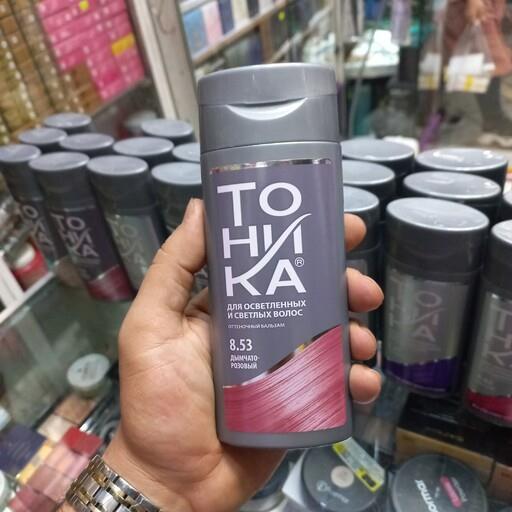 ТО
НИ
КА®
ДЛЯ ОСВЕТЛЕННЫХ
И СВЕТЛЫХ ВОЛОС
ОТТЕНОЧНЫЙ БАЛЬЗАМ
8.53
ДЫМЧАТО-
РОЗОВЫЙ